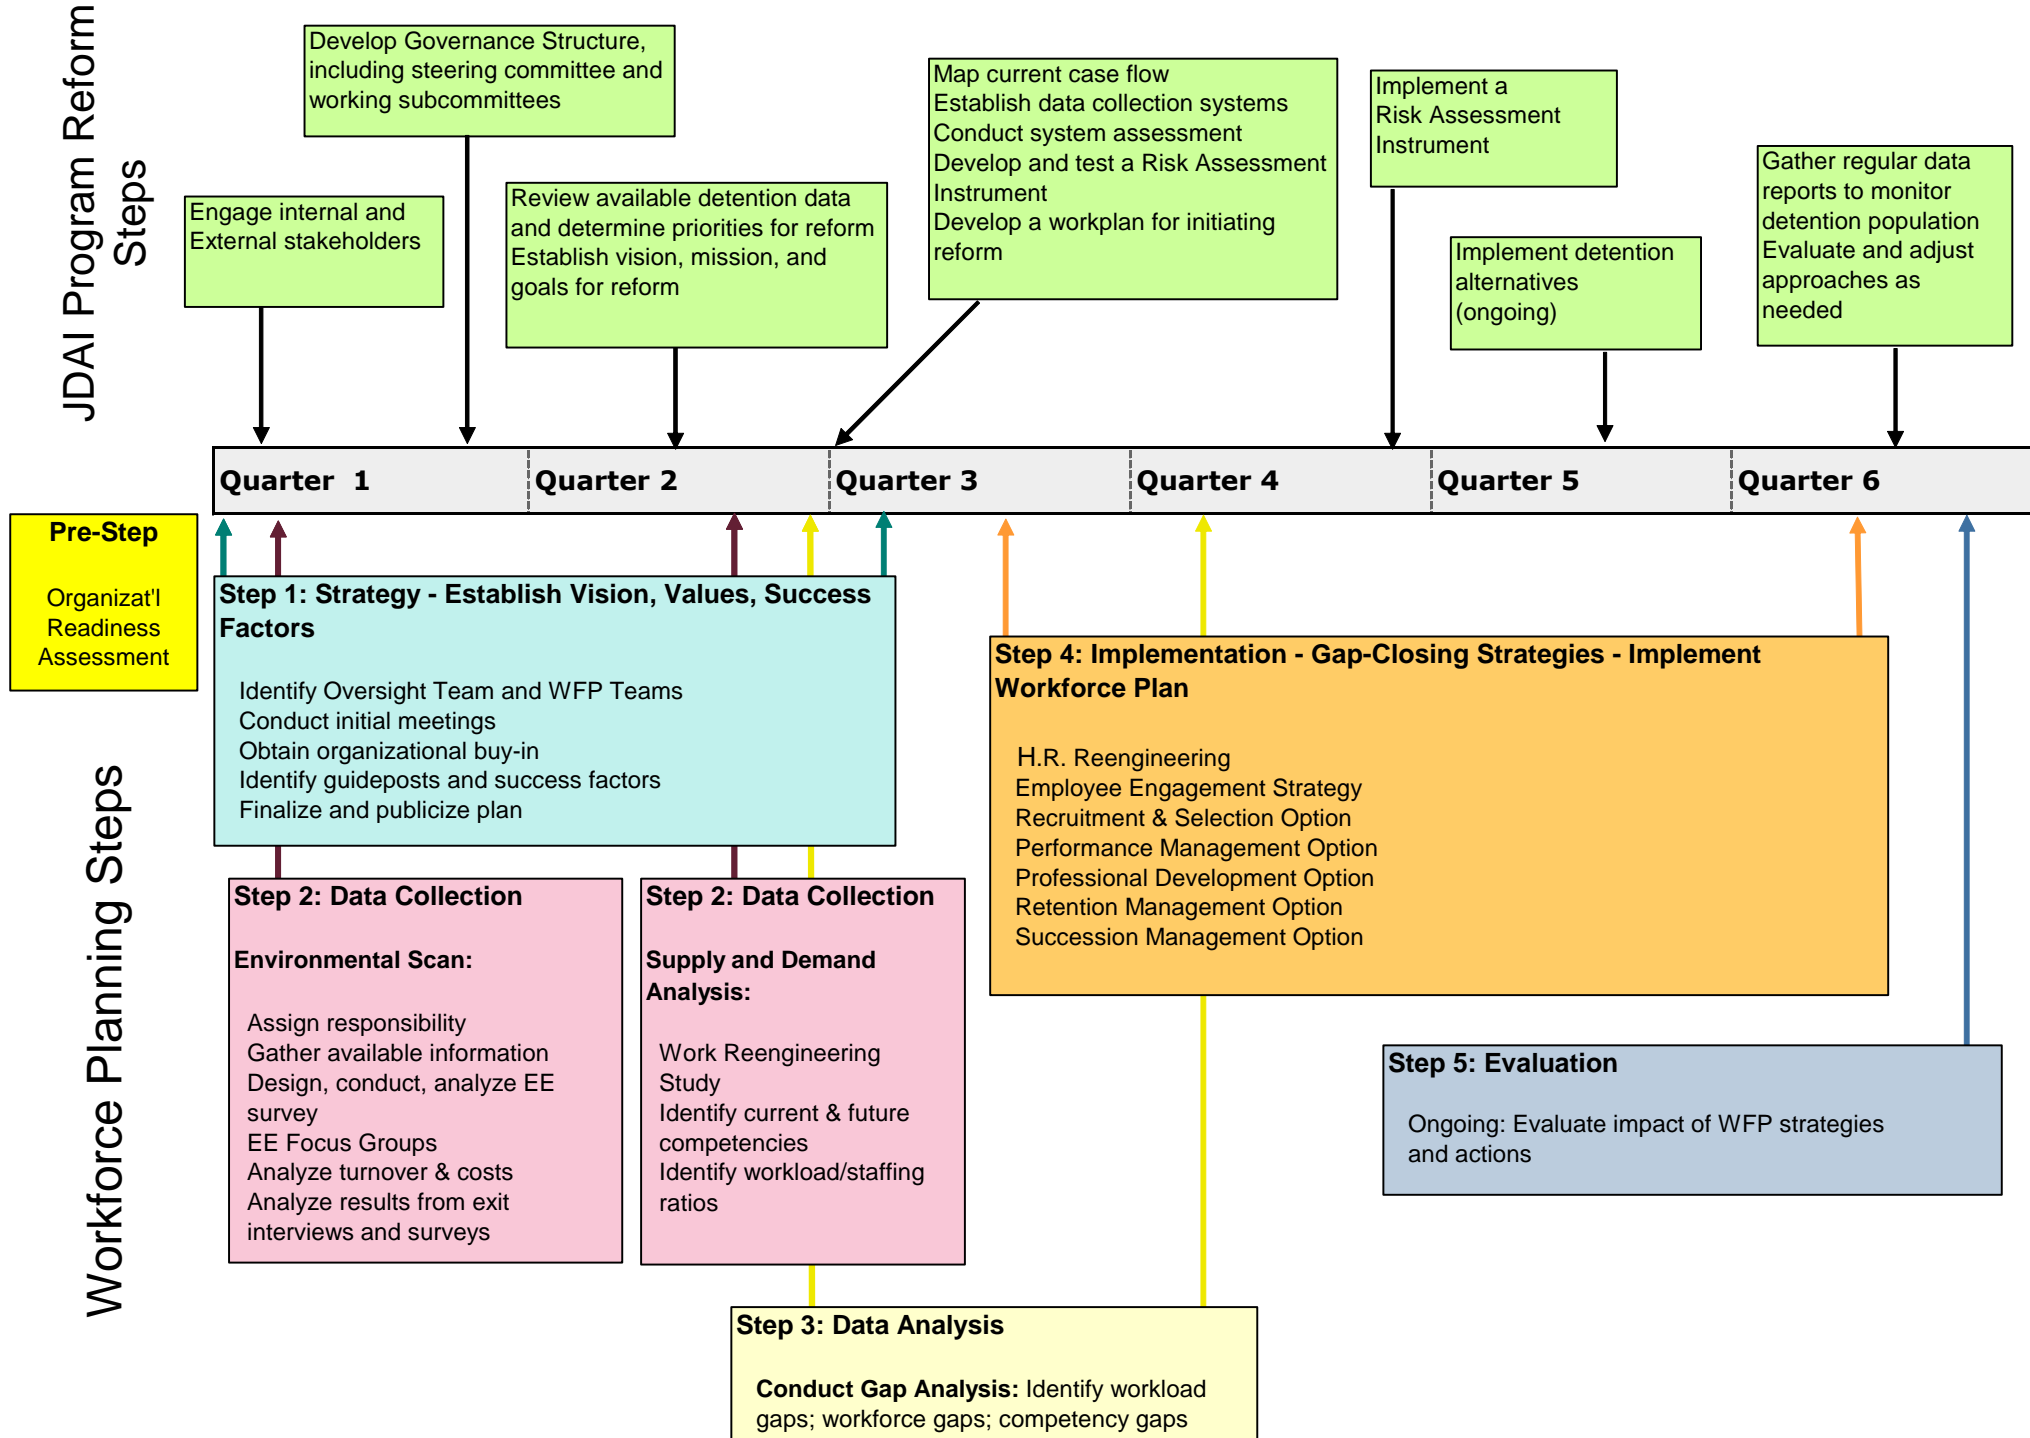 JDAI Program Reform
Steps
Develop Governance Structure,
including steering committee and
working subcommittees
Engage internal and
External stakeholders
Review available detention data
and determine priorities for reform
Establish vision, mission, and
goals for reform
Map current case flow
Establish data collection systems
Conduct system assessment
Develop and test a Risk Assessment
Instrument
Develop a workplan for initiating
reform
Implement a
Risk Assessment
Instrument
Implement detention
alternatives
(ongoing)
Gather regular data
reports to monitor
detention population
Evaluate and adjust
approaches as
needed
Quarter 1
Quarter 2
Quarter 3
Quarter 4
Quarter 5
Quarter 6
Pre-Step
Organizat'l
Readiness
Assessment
Workforce Planning Steps
Step 1: Strategy - Establish Vision, Values, Success
Factors
Identify Oversight Team and WFP Teams
Conduct initial meetings
Obtain organizational buy-in
Identify guideposts and success factors
Finalize and publicize plan
Step 2: Data Collection
Environmental Scan:
Assign responsibility
Gather available information
Design, conduct, analyze EE
survey
EE Focus Groups
Analyze turnover & costs
Analyze results from exit
interviews and surveys
Step 2: Data Collection
Supply and Demand
Analysis:
Work Reengineering
Study
Identify current & future
competencies
Identify workload/staffing
ratios
Step 3: Data Analysis
Conduct Gap Analysis: Identify workload
gaps; workforce gaps; competency gaps
Step 4: Implementation - Gap-Closing Strategies - Implement
Workforce Plan
H.R. Reengineering
Employee Engagement Strategy
Recruitment & Selection Option
Performance Management Option
Professional Development Option
Retention Management Option
Succession Management Option
Step 5: Evaluation
Ongoing: Evaluate impact of WFP strategies
and actions